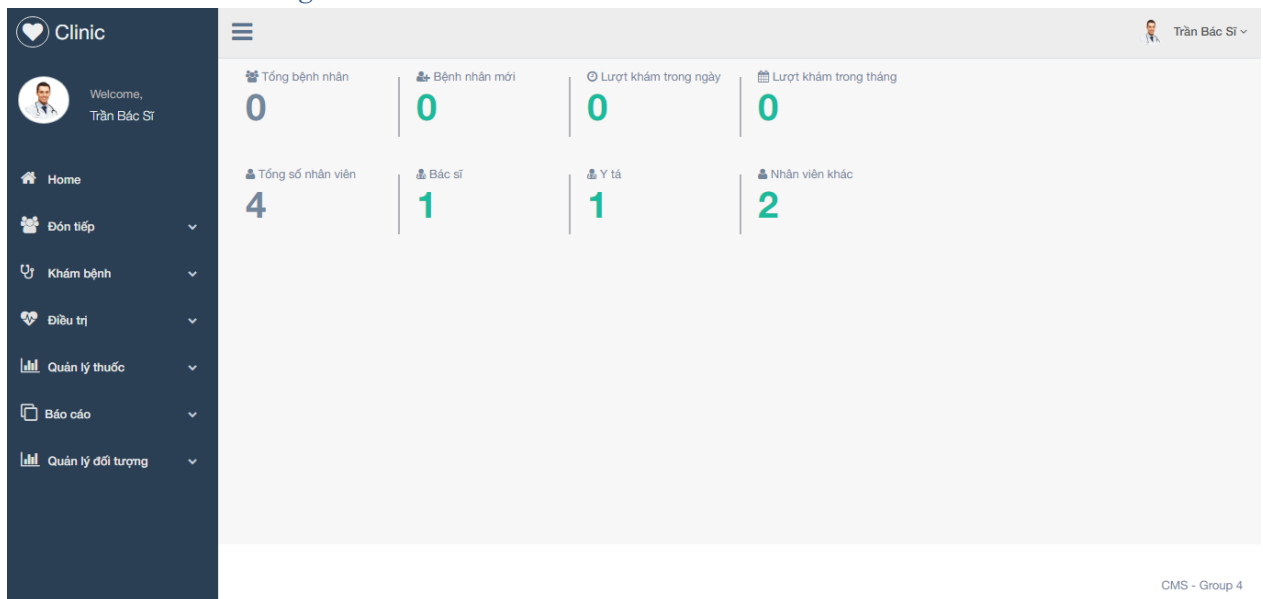 Clinic
Trần Bác Sĩ
Welcome,
Trần Bác Sĩ
Home
Đón tiếp
Khám bệnh
Điều trị
Quản lý thuốc
Báo cáo
Quản lý đối tượng
Tổng bệnh nhân
0
Bệnh nhân mới
0
Lượt khám trong ngày
0
Lượt khám trong tháng
0
Tổng số nhân viên
4
Bác sĩ
1
Y tá
1
Nhân viên khác
2
CMS - Group 4